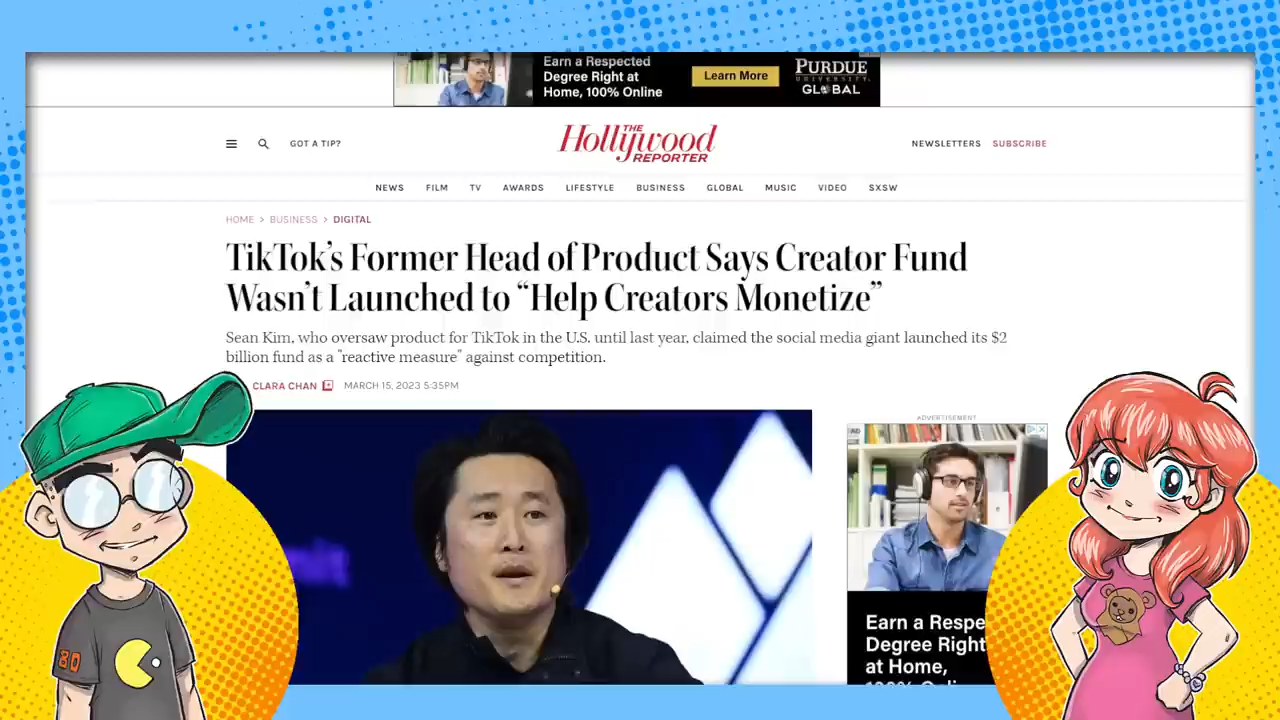 Earn a Respected
Degree Right at
Home, 100% Online
Learn More
PURDUE
UNIVERSITY
GLOBAL
GOT A TIP?
THE
Hollywood
REPORTER
NEWSLETTERS
SUBSCRIBE
NEWS FILM TV AWARDS LIFESTYLE BUSINESS GLOBAL MUSIC VIDEO SXSW
HOME > BUSINESS > DIGITAL
TikTok’s Former Head of Product Says Creator Fund
Wasn’t Launched to “Help Creators Monetize”
Sean Kim, who oversaw product for TikTok in the U.S. until last year, claimed the social media giant launched its $2
billion fund as a "reactive measure" against competition.
CLARA CHAN MARCH 15, 2023 5:35PM
ADVERTISEMENT
AD
Earn a Respe
Degree Right
at Home,
80